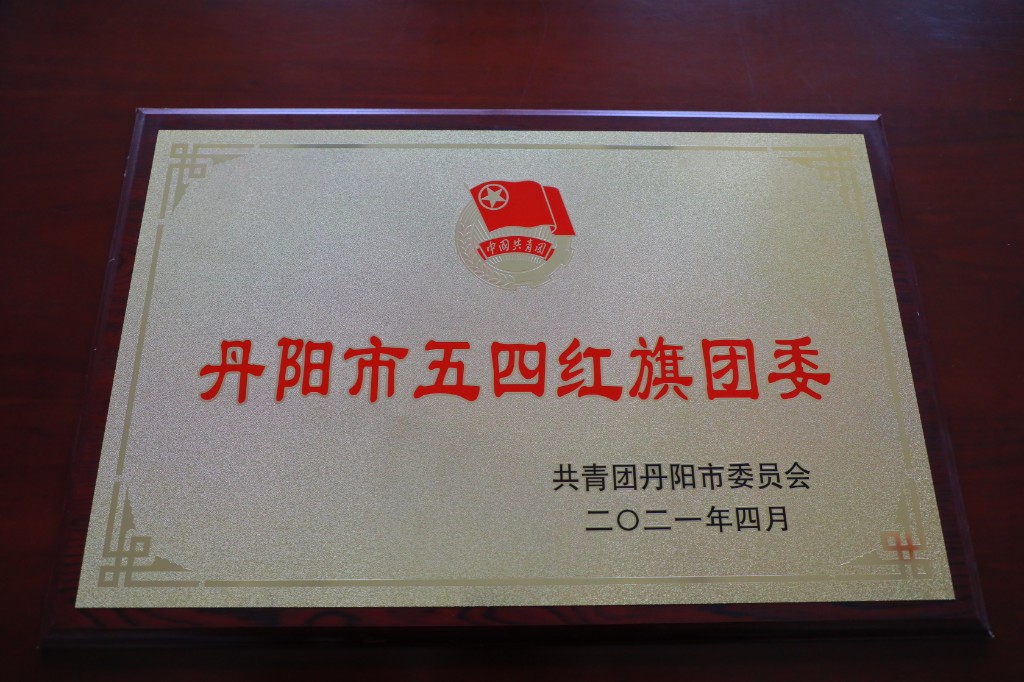 中国共青团
丹阳市五四红旗团委
共青团丹阳市委员会
二〇二一年四月